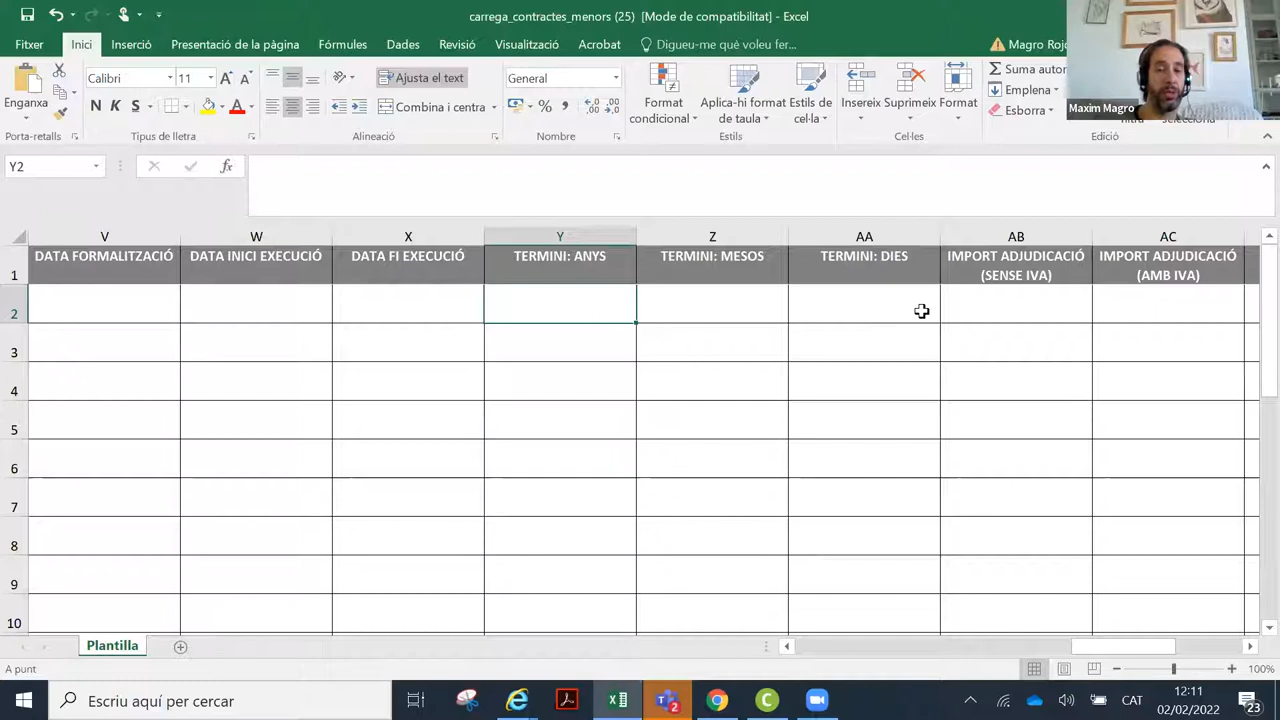 carrega_contractes_menors (25) [Mode de compatibilitat] - Excel
Fitxer Inici Inserció Presentació de la pàgina Fórmules Dades Revisió Visualització Acrobat Digueu-me què voleu fer... Magro Roj
Enganxa
Calibri 11
N K S
Ajusta el text
Combina i centra
General
% 
Format condicional
Aplica-hi format de taula
Estils de cel·la
Insereix Suprimeix Format
Suma autom
Emplena
Esborra
Maxim Magro
Porta-retalls Tipus de lletra Alineació Nombre Estils Cel·les Edició
Y2 fx
V W X Y Z AA AB AC
1 DATA FORMALITZACIÓ DATA INICI EXECUCIÓ DATA FI EXECUCIÓ TERMINI: ANYS TERMINI: MESOS TERMINI: DIES IMPORT ADJUDICACIÓ (SENSE IVA) IMPORT ADJUDICACIÓ (AMB IVA)
2
3
4
5
6
7
8
9
10
Plantilla
A punt 100%
Escriu aquí per cercar
2
CAT
12:11
02/02/2022
23